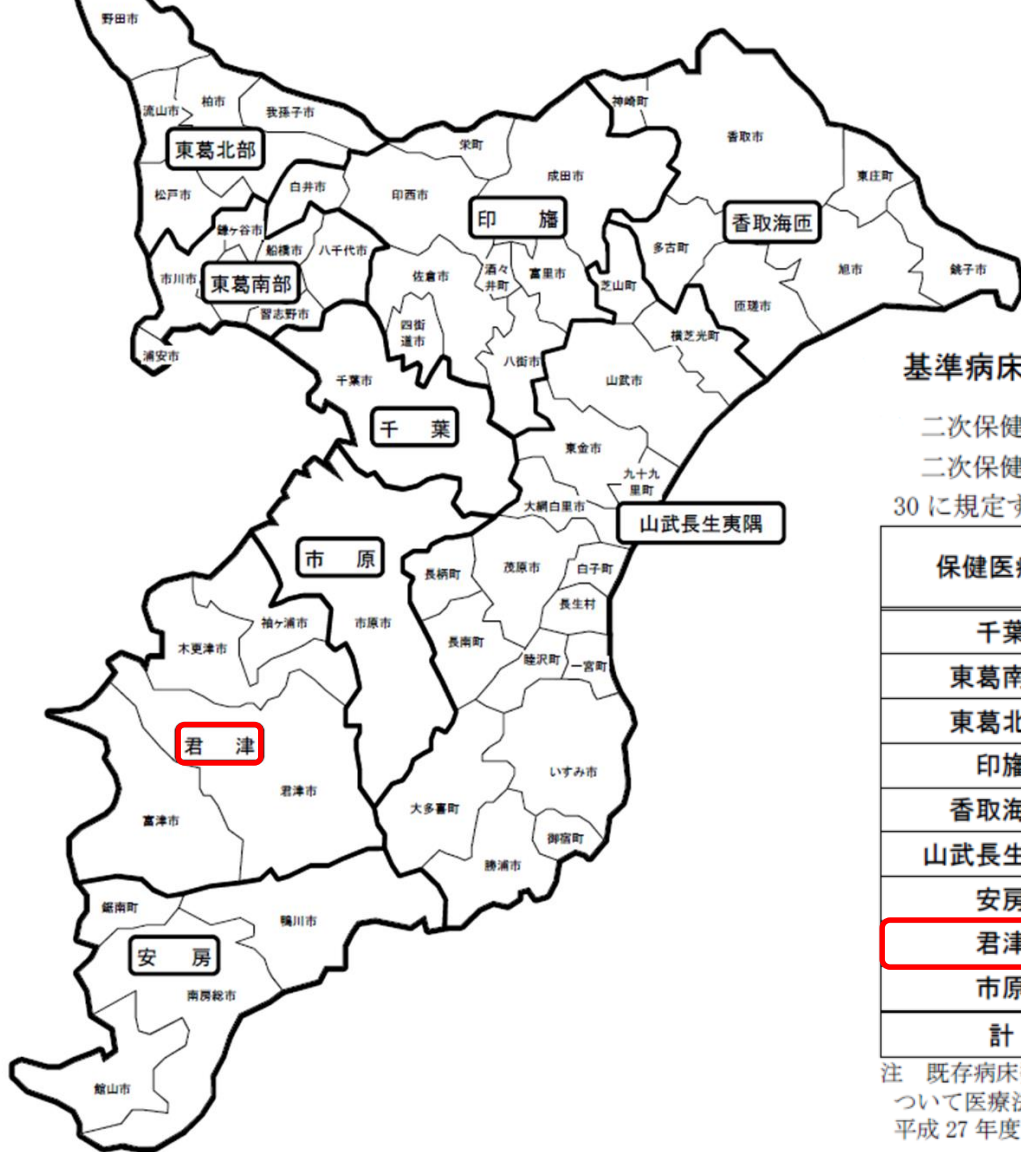 野田市
流山市
柏市
我孫子市
東葛北部
松戸市
鎌ヶ谷市
白井市
船橋市
八千代市
市川市
東葛南部
習志野市
浦安市
栄町
印西市
成田市
印　旛
佐倉市
酒々
井町
富里市
四街
道市
八街市
神崎町
香取市
東庄町
香取海匝
多古町
旭市
銚子市
匝瑳市
芝山町
横芝光町
山武市
千葉市
千　葉
東金市
九十九
里町
大網白里市
山武長生夷隅
市　原
長柄町
茂原市
白子町
長生村
袖ヶ浦市
市原市
木更津市
長南町
睦沢町
一宮町
君　津
君津市
富津市
いすみ市
大多喜町
御宿町
勝浦市
鋸南町
鴨川市
安　房
南房総市
館山市
基準病床
二次保健
二次保健
30 に規定す
保健医療
千葉
東葛南
東葛北
印旛
香取海
山武長生
安房
君津
市原
計
注　既存病床
ついて医療法
平成 27 年度